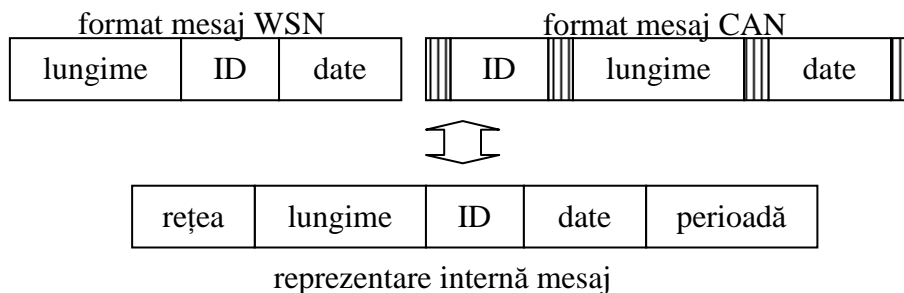 format mesaj WSN
format mesaj CAN
lungime ID date
ID lungime date
rețea lungime ID date perioadă
reprezentare internă mesaj